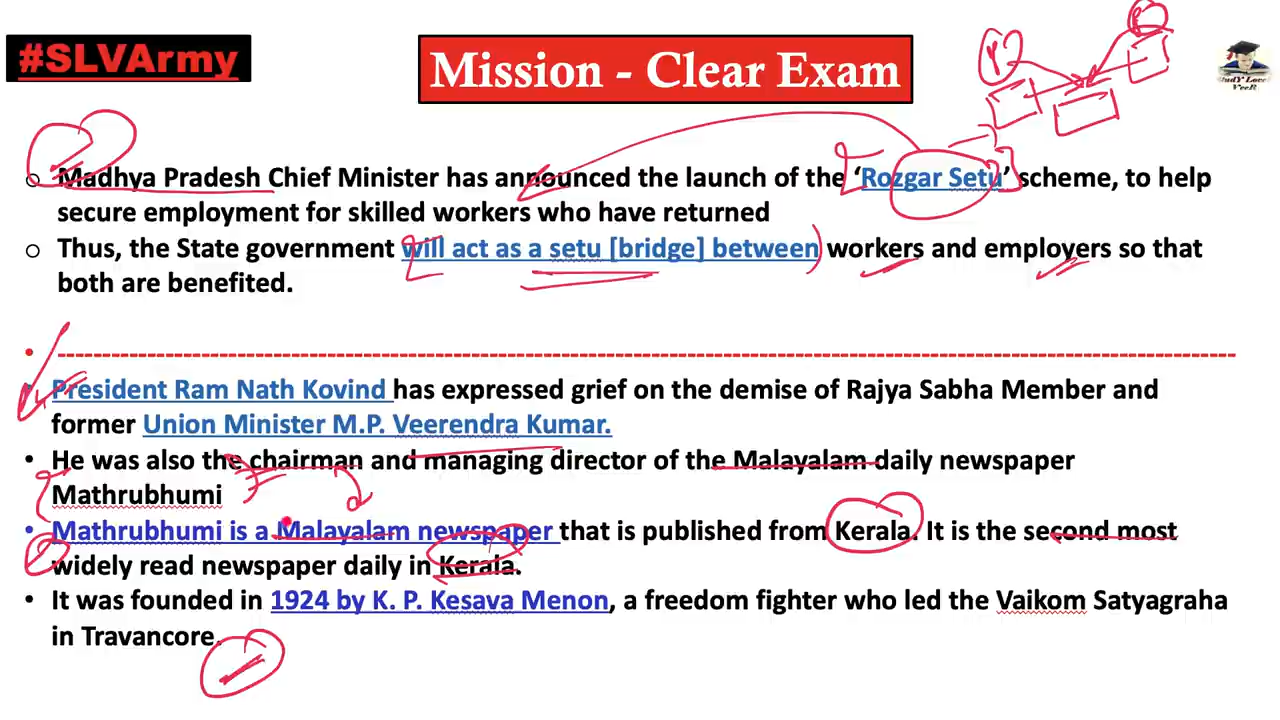 #SLVArmy
Mission - Clear Exam
StudY Lover
VeeR
o Madhya Pradesh Chief Minister has announced the launch of the ‘Rozgar Setu’ scheme, to help
secure employment for skilled workers who have returned
o Thus, the State government will act as a setu [bridge] between workers and employers so that
both are benefited.
• ----------------------------------------------------------------------------------------------------------------
• President Ram Nath Kovind has expressed grief on the demise of Rajya Sabha Member and
former Union Minister M.P. Veerendra Kumar.
• He was also the chairman and managing director of the Malayalam daily newspaper
Mathrubhumi
• Mathrubhumi is a Malayalam newspaper that is published from Kerala. It is the second most
widely read newspaper daily in Kerala.
• It was founded in 1924 by K. P. Kesava Menon, a freedom fighter who led the Vaikom Satyagraha
in Travancore.